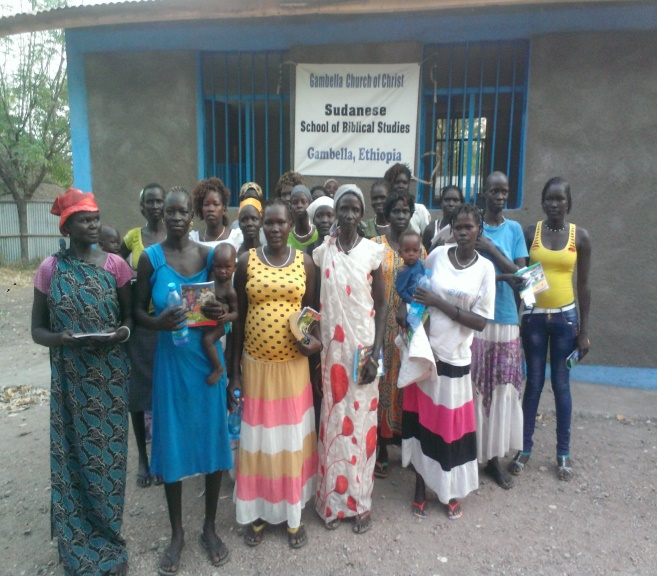 Gambella Church of Christ
Sudanese
School of Biblical Studies
Gambella, Ethiopia